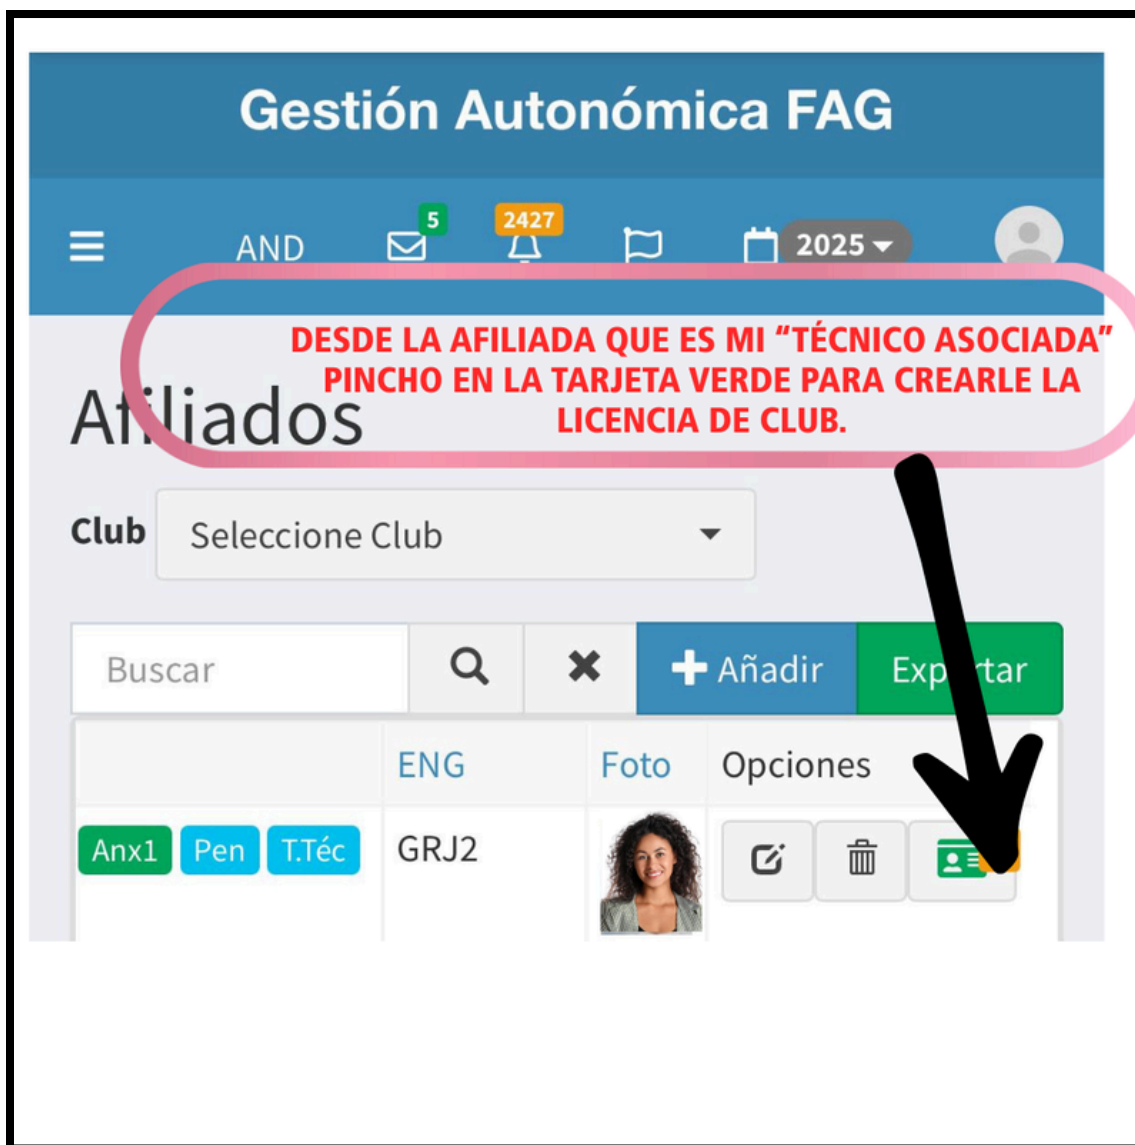 Gestión Autonómica FAG
AND 5 2427 2025
DESDE LA AFILIADA QUE ES MI “TÉCNICO ASOCIADA”
PINCHO EN LA TARJETA VERDE PARA CREARLE LA
LICENCIA DE CLUB.
Afiliados
Club Seleccione Club
Buscar Añadir Exportar
ENG Foto Opciones
Anx1 Pen T.Téc GRJ2